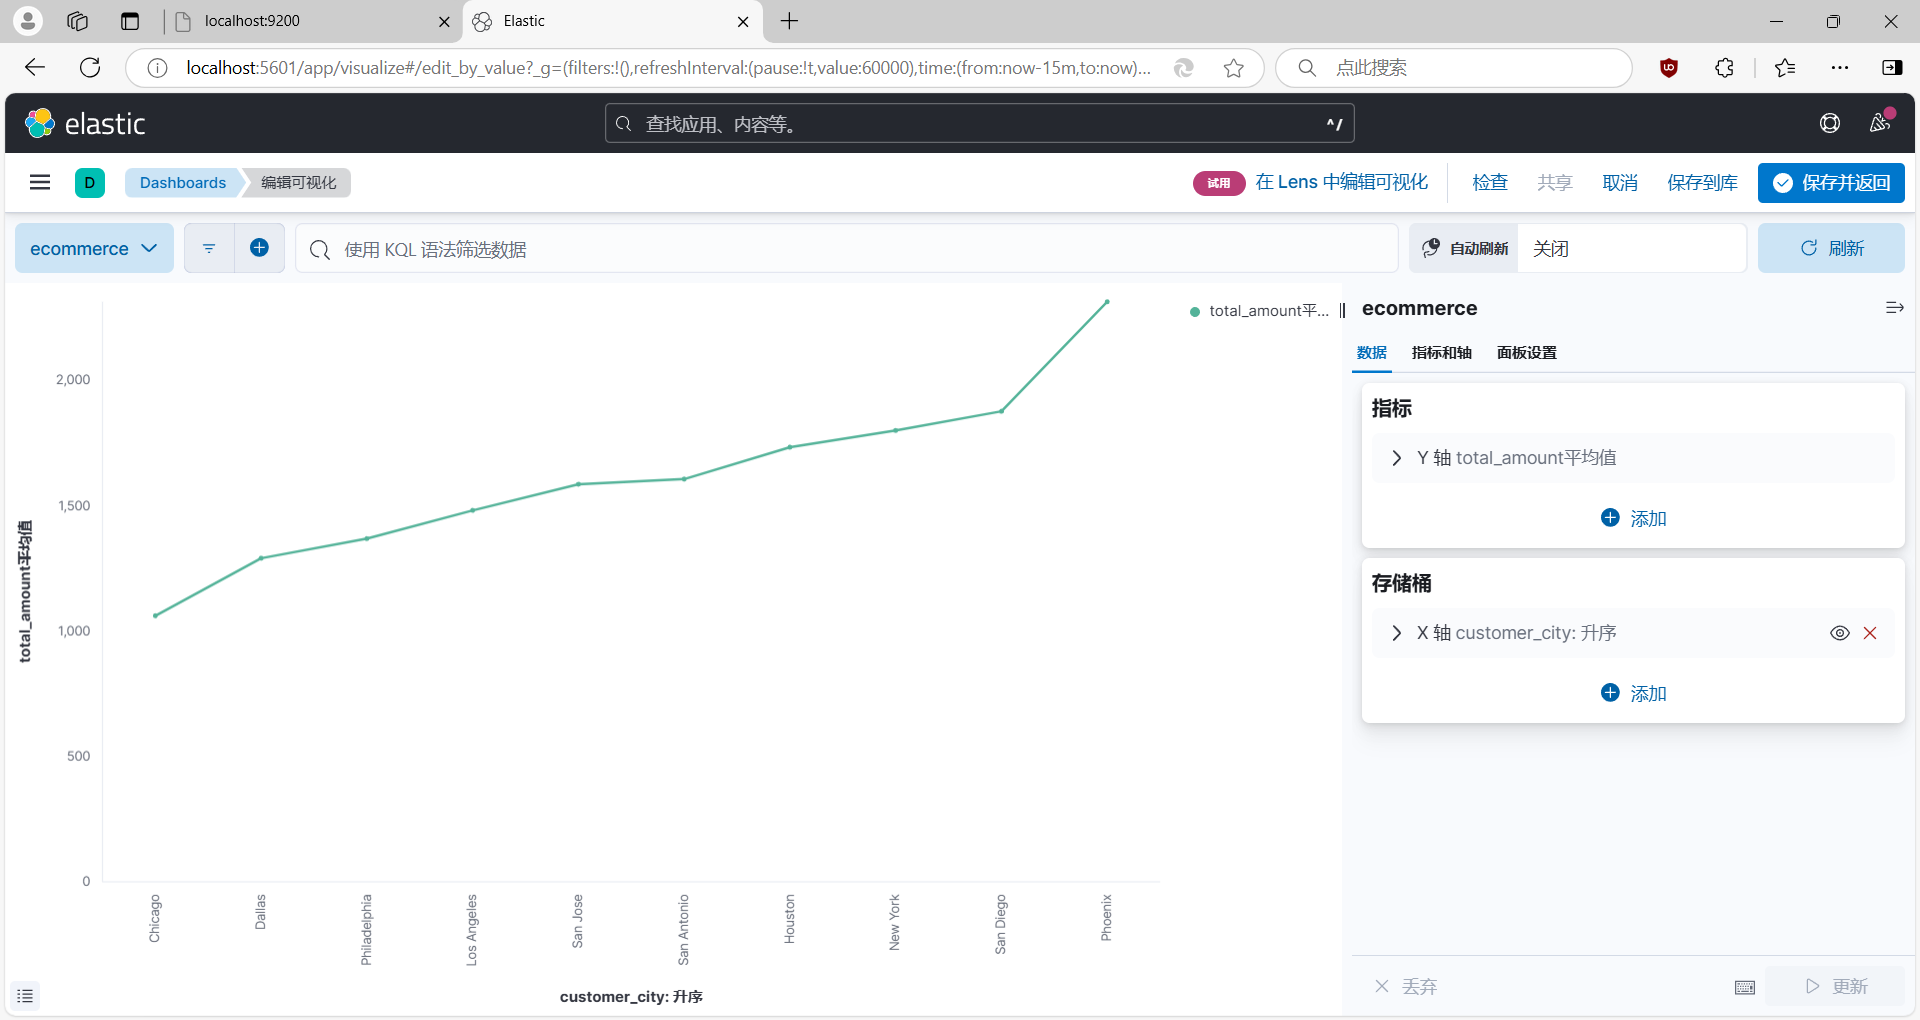 localhost:9200
Elastic
localhost:5601/app/visualize#/edit_by_value?_g=(filters:!(),refreshInterval:(pause:!t,value:60000),time:(from:now-15m,to:now)...
点此搜索
elastic
查找应用、内容等。
^/
D
Dashboards
编辑可视化
试用
在 Lens 中编辑可视化
检查
共享
取消
保存到库
保存并返回
ecommerce
使用 KQL 语法筛选数据
自动刷新
关闭
刷新
total_amount平...
2,000
1,500
1,000
500
0
total_amount平均值
Chicago
Dallas
Philadelphia
Los Angeles
San Jose
San Antonio
Houston
New York
San Diego
Phoenix
customer_city: 升序
ecommerce
数据
指标和轴
面板设置
指标
Y 轴 total_amount平均值
添加
存储桶
X 轴 customer_city: 升序
添加
丢弃
更新